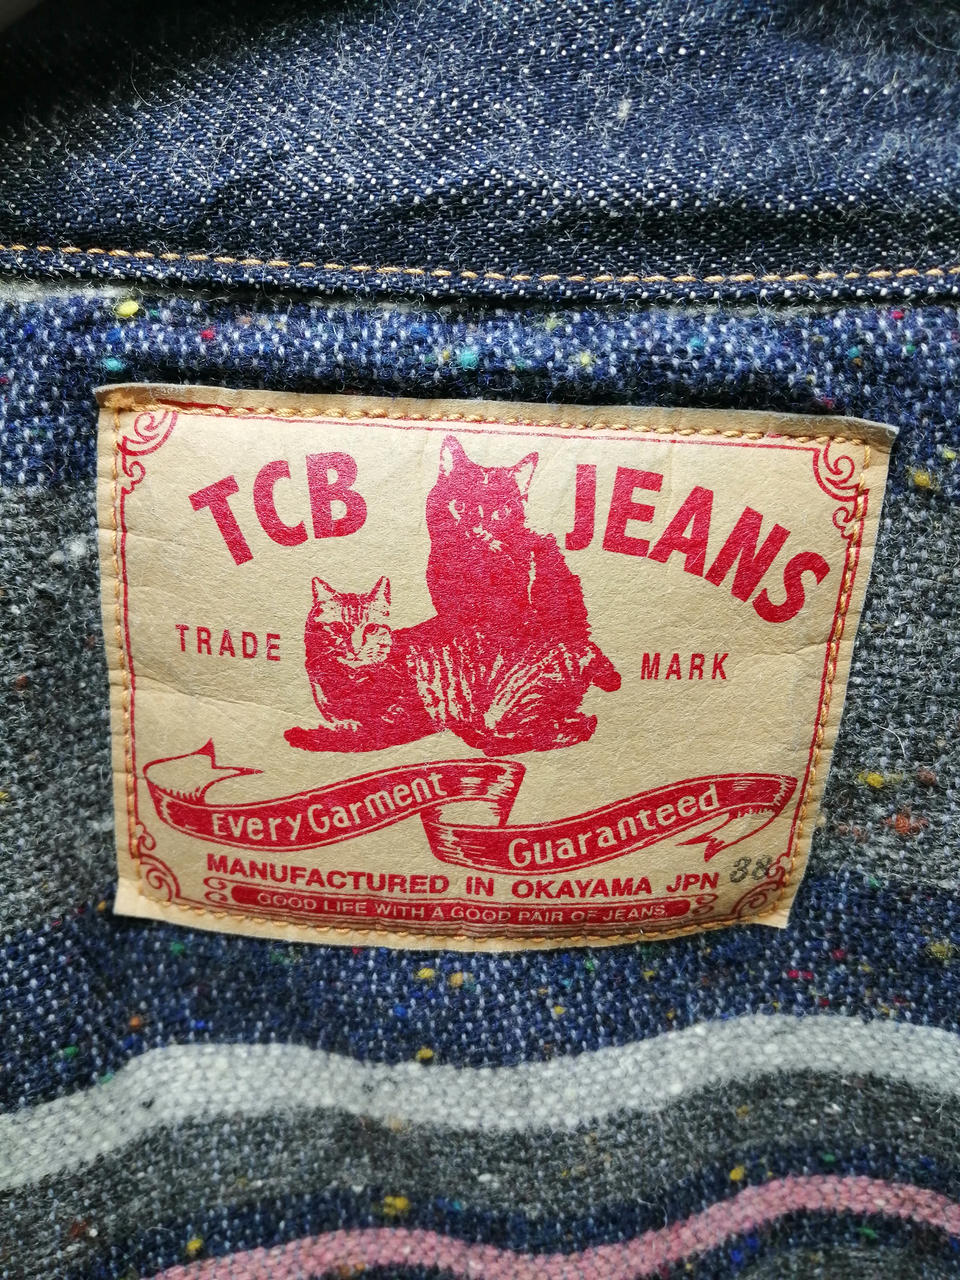 TCB JEANS
TRADE MARK
Every Garment
Guaranteed
MANUFACTURED IN OKAYAMA JPN 38
GOOD LIFE WITH A GOOD PAIR OF JEANS.